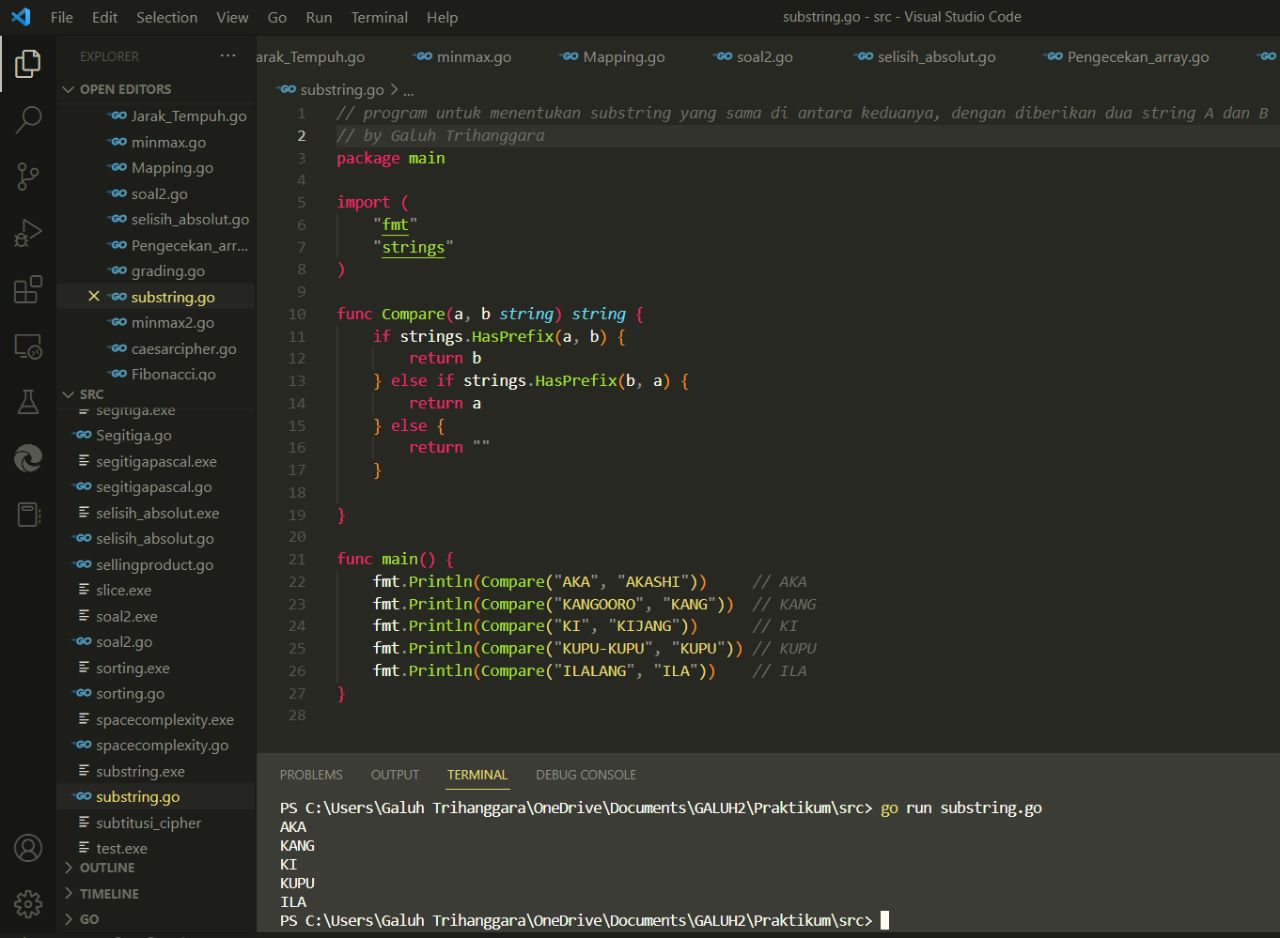 File Edit Selection View Go Run Terminal Help
substring.go - src - Visual Studio Code
EXPLORER ...
OPEN EDITORS
Jarak_Tempuh.go
minmax.go
Mapping.go
soal2.go
selisih_absolut.go
Pengecekan_arr...
grading.go
substring.go
minmax2.go
caesarcipher.go
Fibonacci.go
SRC
segitiga.exe
Segitiga.go
segitigapascal.exe
segitigapascal.go
selisih_absolut.exe
selisih_absolut.go
sellingproduct.go
slice.exe
soal2.exe
soal2.go
sorting.exe
sorting.go
spacecomplexity.exe
spacecomplexity.go
substring.exe
substring.go
subtitusi_cipher
test.exe
OUTLINE
TIMELINE
GO
arak_Tempuh.go minmax.go Mapping.go soal2.go selisih_absolut.go Pengecekan_array.go
substring.go > ...
1 // program untuk menentukan substring yang sama di antara keduanya, dengan diberikan dua string A dan B
2 // by Galuh Trihanggara
3 package main
4
5 import (
6     "fmt"
7     "strings"
8 )
9
10 func Compare(a, b string) string {
11     if strings.HasPrefix(a, b) {
12         return b
13     } else if strings.HasPrefix(b, a) {
14         return a
15     } else {
16         return ""
17     }
18
19 }
20
21 func main() {
22     fmt.Println(Compare("AKA", "AKASHI"))     // AKA
23     fmt.Println(Compare("KANGOORO", "KANG"))  // KANG
24     fmt.Println(Compare("KI", "KIJANG"))      // KI
25     fmt.Println(Compare("KUPU-KUPU", "KUPU")) // KUPU
26     fmt.Println(Compare("ILALANG", "ILA"))    // ILA
27 }
28
PROBLEMS OUTPUT TERMINAL DEBUG CONSOLE
PS C:\Users\Galuh Trihanggara\OneDrive\Documents\GALUH2\Praktikum\src> go run substring.go
AKA
KANG
KI
KUPU
ILA
PS C:\Users\Galuh Trihanggara\OneDrive\Documents\GALUH2\Praktikum\src>